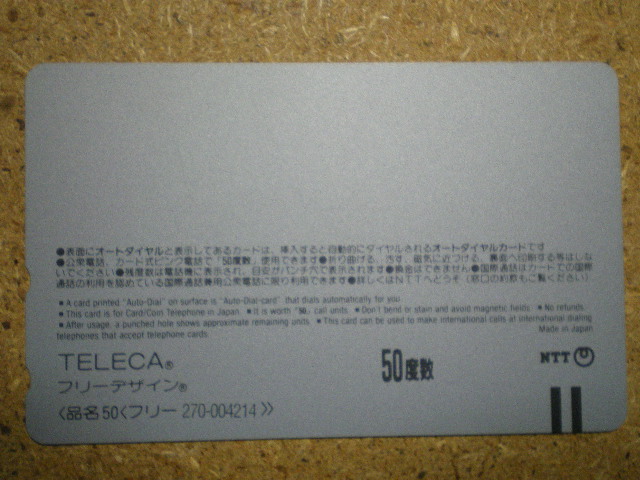 ●表面にオートダイヤルと表示してあるカードは、挿入すると自動的にダイヤルされるオートダイヤルカードです
●公衆電話、カード式ピンク電話で「50度数」使用できます●折り曲げる、汚す、磁気に近づける、裏面へ印刷する等はしな
いでください●残度数は電話機に表示され、目安がパンチ穴で表示されます●換金はできません●国際通話はカードでの国際
通話の利用を認めている国際通話兼用公衆電話に限り利用できます●詳しくはNTTへどうぞ（窓口の約款もご覧ください）
■ A card printed "Auto-Dial" on surface is "Auto-Dial-card" that dials automatically for you.
■ This card is for Card/Coin Telephone in Japan. ■ It is worth "50" call units. ■ Don't bend or stain and avoid magnetic fields. ■ No refunds.
■ After usage, a punched hole shows approximate remaining units. ■ This card can be used to make international calls at international dialing
telephones that accept telephone cards. Made in Japan
TELECA® 50度数 NTT
フリーデザイン®
〈品名50くフリー 270-004214》〉